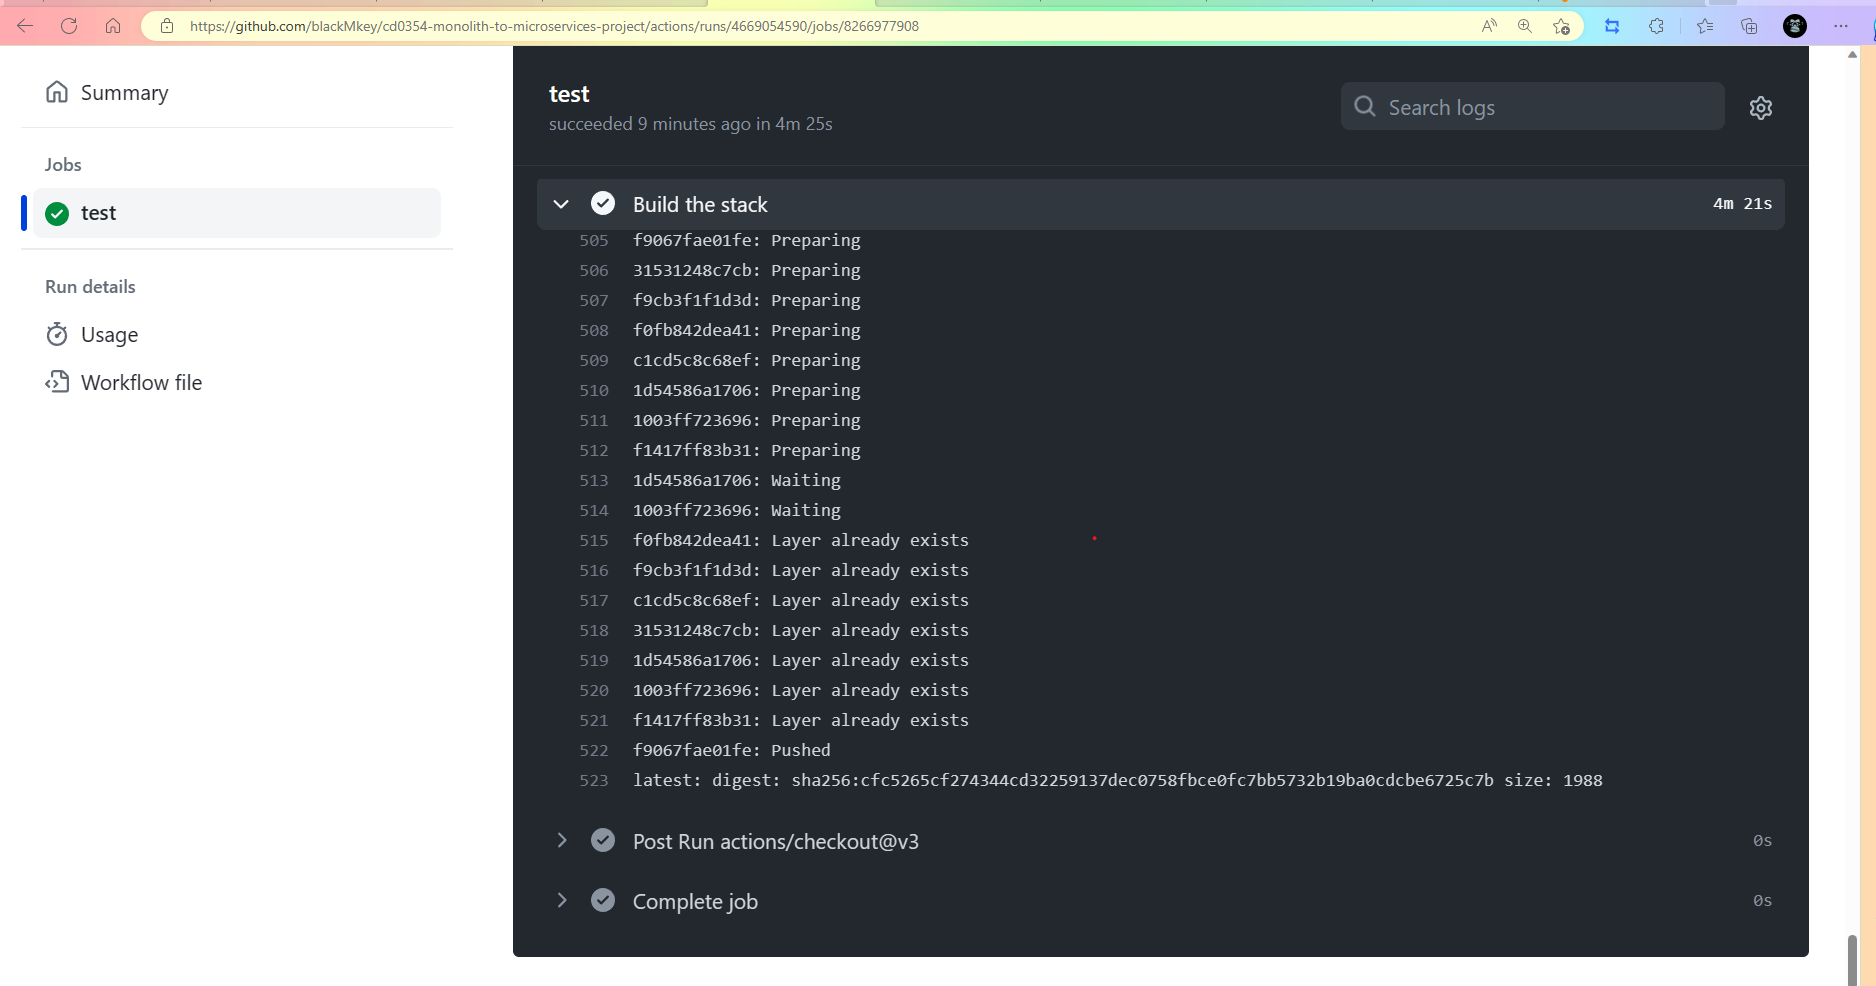 https://github.com/blackMkey/cd0354-monolith-to-microservices-project/actions/runs/4669054590/jobs/8266977908
Summary
Jobs
test
Run details
Usage
Workflow file
test
succeeded 9 minutes ago in 4m 25s
Search logs
Build the stack 4m 21s
505 f9067fae01fe: Preparing
506 31531248c7cb: Preparing
507 f9cb3f1f1d3d: Preparing
508 f0fb842dea41: Preparing
509 c1cd5c8c68ef: Preparing
510 1d54586a1706: Preparing
511 1003ff723696: Preparing
512 f1417ff83b31: Preparing
513 1d54586a1706: Waiting
514 1003ff723696: Waiting
515 f0fb842dea41: Layer already exists
516 f9cb3f1f1d3d: Layer already exists
517 c1cd5c8c68ef: Layer already exists
518 31531248c7cb: Layer already exists
519 1d54586a1706: Layer already exists
520 1003ff723696: Layer already exists
521 f1417ff83b31: Layer already exists
522 f9067fae01fe: Pushed
523 latest: digest: sha256:cfc5265cf274344cd32259137dec0758fbce0fc7bb5732b19ba0cdcbe6725c7b size: 1988
Post Run actions/checkout@v3 0s
Complete job 0s